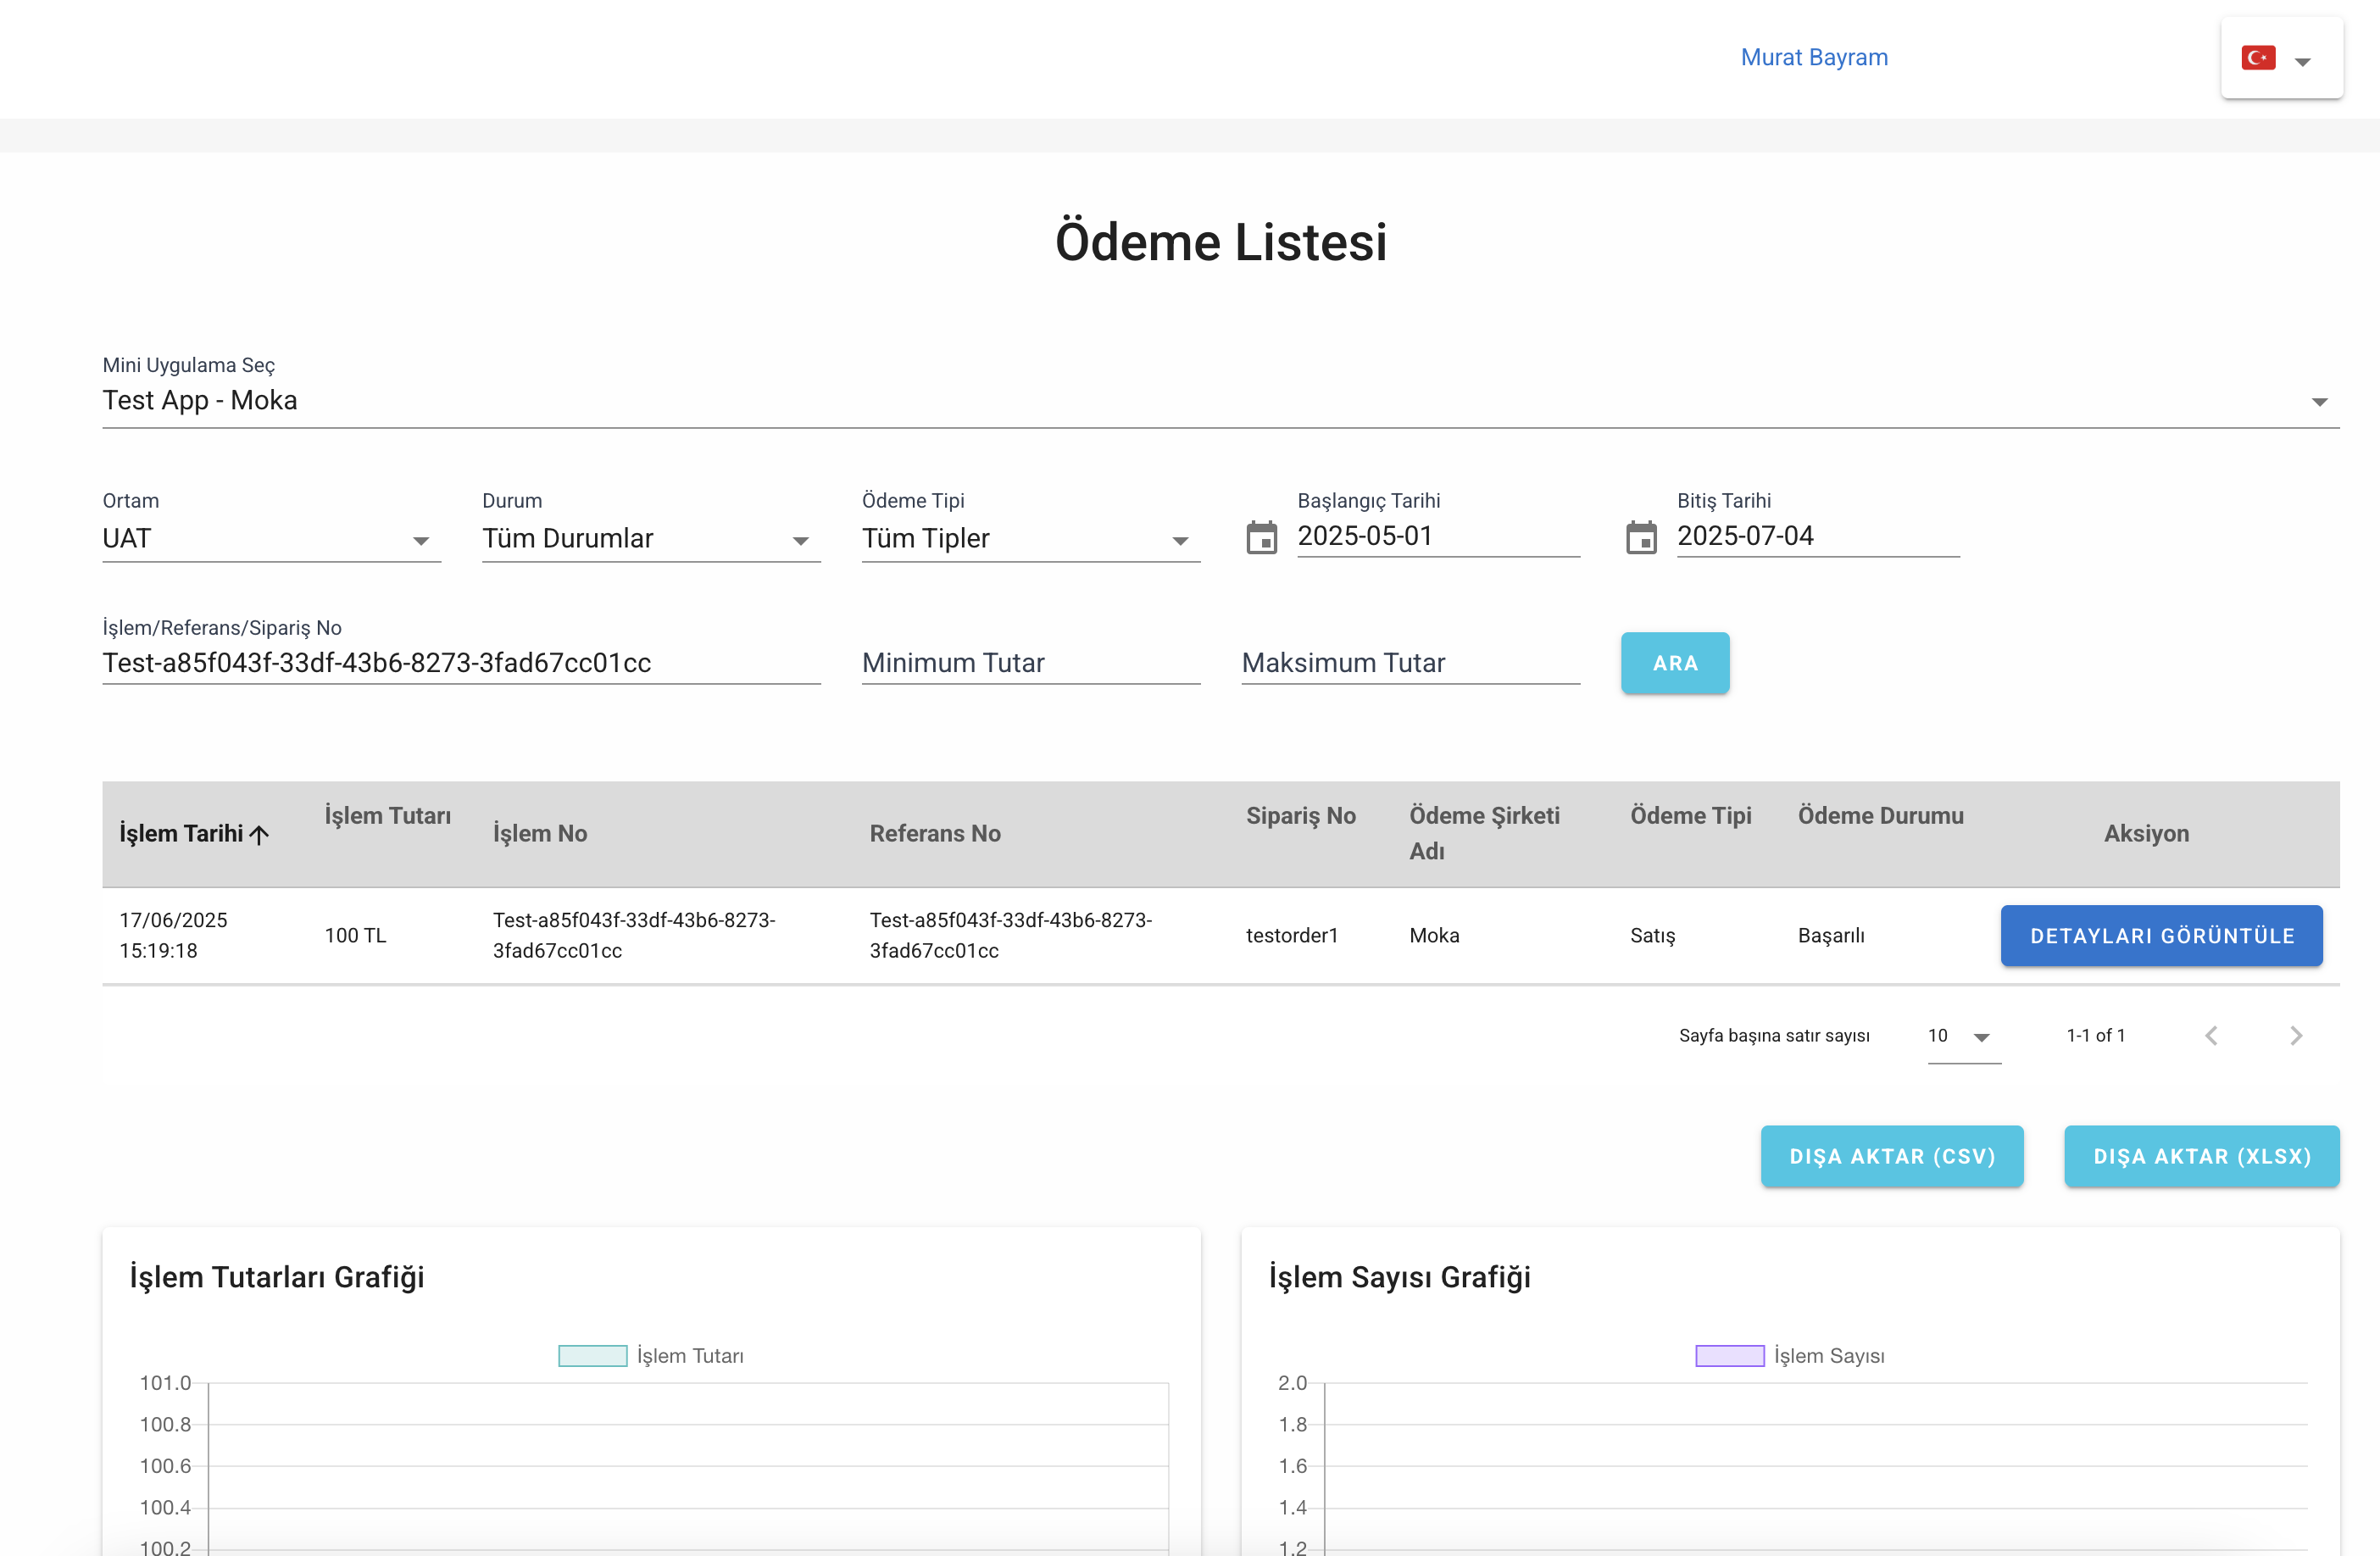 Murat Bayram
Ödeme Listesi
Mini Uygulama Seç
Test App - Moka
Ortam
UAT
Durum
Tüm Durumlar
Ödeme Tipi
Tüm Tipler
Başlangıç Tarihi
2025-05-01
Bitiş Tarihi
2025-07-04
İşlem/Referans/Sipariş No
Test-a85f043f-33df-43b6-8273-3fad67cc01cc
Minimum Tutar
Maksimum Tutar
ARA
İşlem Tarihi
İşlem Tutarı
İşlem No
Referans No
Sipariş No
Ödeme Şirketi
Adı
Ödeme Tipi
Ödeme Durumu
Aksiyon
17/06/2025
15:19:18
100 TL
Test-a85f043f-33df-43b6-8273-
3fad67cc01cc
Test-a85f043f-33df-43b6-8273-
3fad67cc01cc
testorder1
Moka
Satış
Başarılı
DETAYLARI GÖRÜNTÜLE
Sayfa başına satır sayısı
10
1-1 of 1
DIŞA AKTAR (CSV)
DIŞA AKTAR (XLSX)
İşlem Tutarları Grafiği
İşlem Tutarı
101.0
100.8
100.6
100.4
100.2
İşlem Sayısı Grafiği
İşlem Sayısı
2.0
1.8
1.6
1.4
1.2